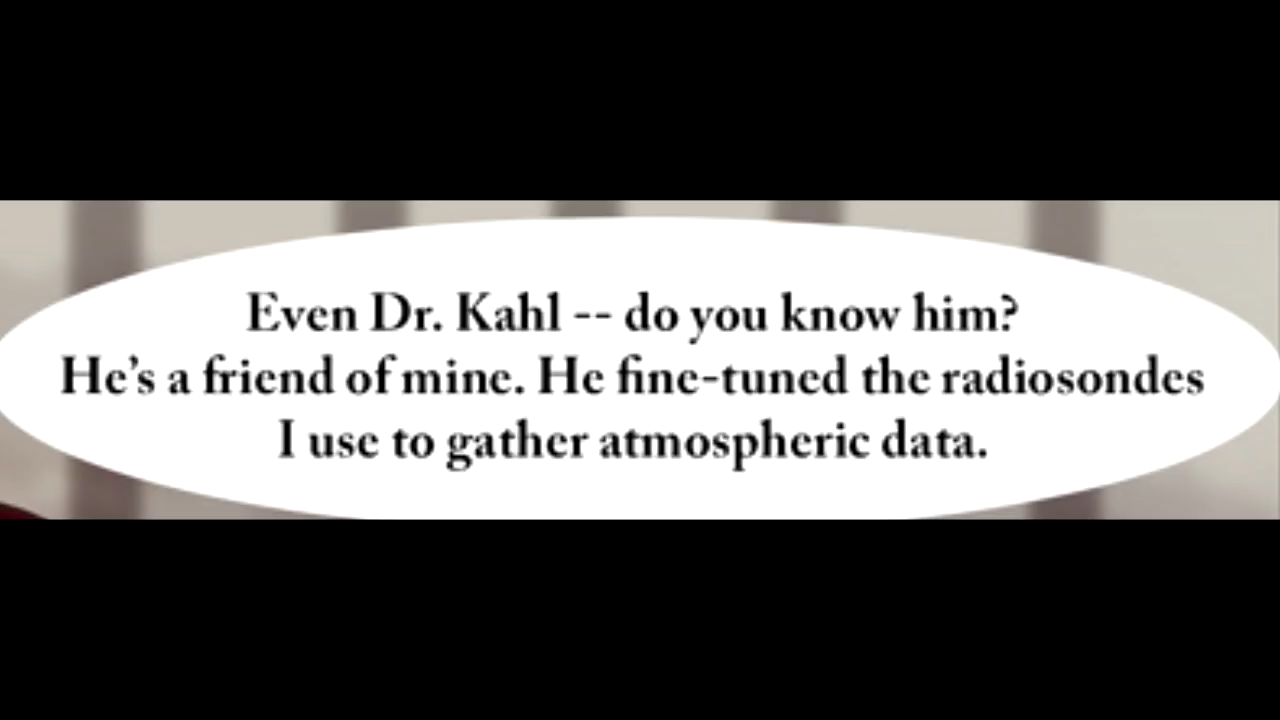 Even Dr. Kahl -- do you know him?
He's a friend of mine. He fine-tuned the radiosondes
I use to gather atmospheric data.